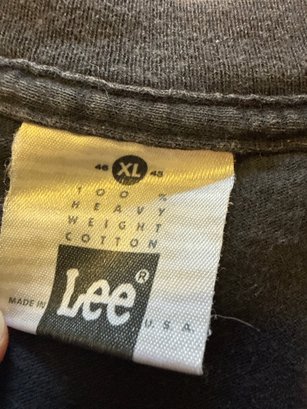 46 XL 48
100%
HEAVY
WEIGHT
COTTON
Lee®
MADE IN U.S.A.